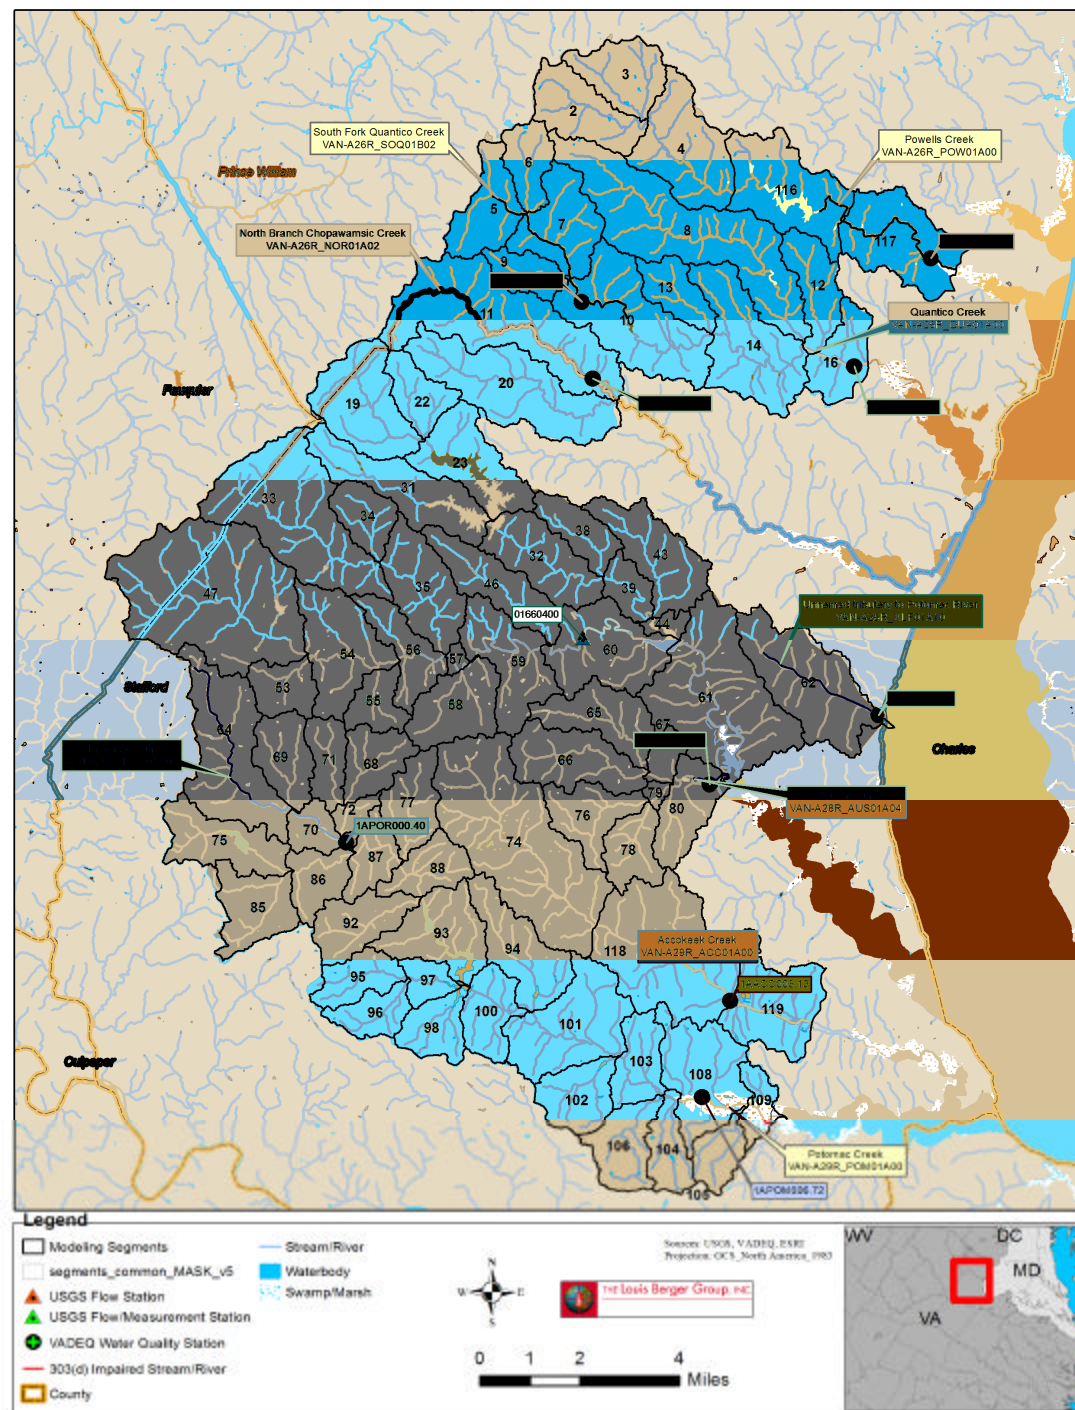 3
2
South Fork Quantico Creek
VAN-A26R_SOQ01B02
Powells Creek
VAN-A26R_POW01A00
4
6
Prince William
116
5
7
8
North Branch Chopawamsic Creek
VAN-A26R_NOR01A02
117
9
13
12
11
10
Quantico Creek
14
16
20
Fauquier
19
22
23
31
33
34
38
32
43
46
35
39
47
01660400
44
Unnamed tributary to Potomac River
54
56
57
59
60
Stafford
53
55
58
61
62
64
65
67
69
71
68
66
Charles
79
77
72
80
VAN-A28R_AUS01A04
76
70
1APOR000.40
75
74
87
88
78
86
85
92
93
94
118
Accokeek Creek
VAN-A29R_ACC01A00
95
97
96
98
100
101
119
103
108
Culpeper
102
109
106
104
105
Potomac Creek
VAN-A29R_POM01A00
1APOM006.72
Legend
Modeling Segments
segments_common_MASK_v5
USGS Flow Station
USGS Flow/Measurement Station
VADEQ Water Quality Station
303(d) Impaired Stream/River
County
Stream/River
Waterbody
Swamp/Marsh
N
W
E
S
Sources: USGS, VADEQ, ESRI
Projection: GCS_North America_1983
THE Louis Berger Group, INC.
0 1 2 4
Miles
WV
DC
MD
VA